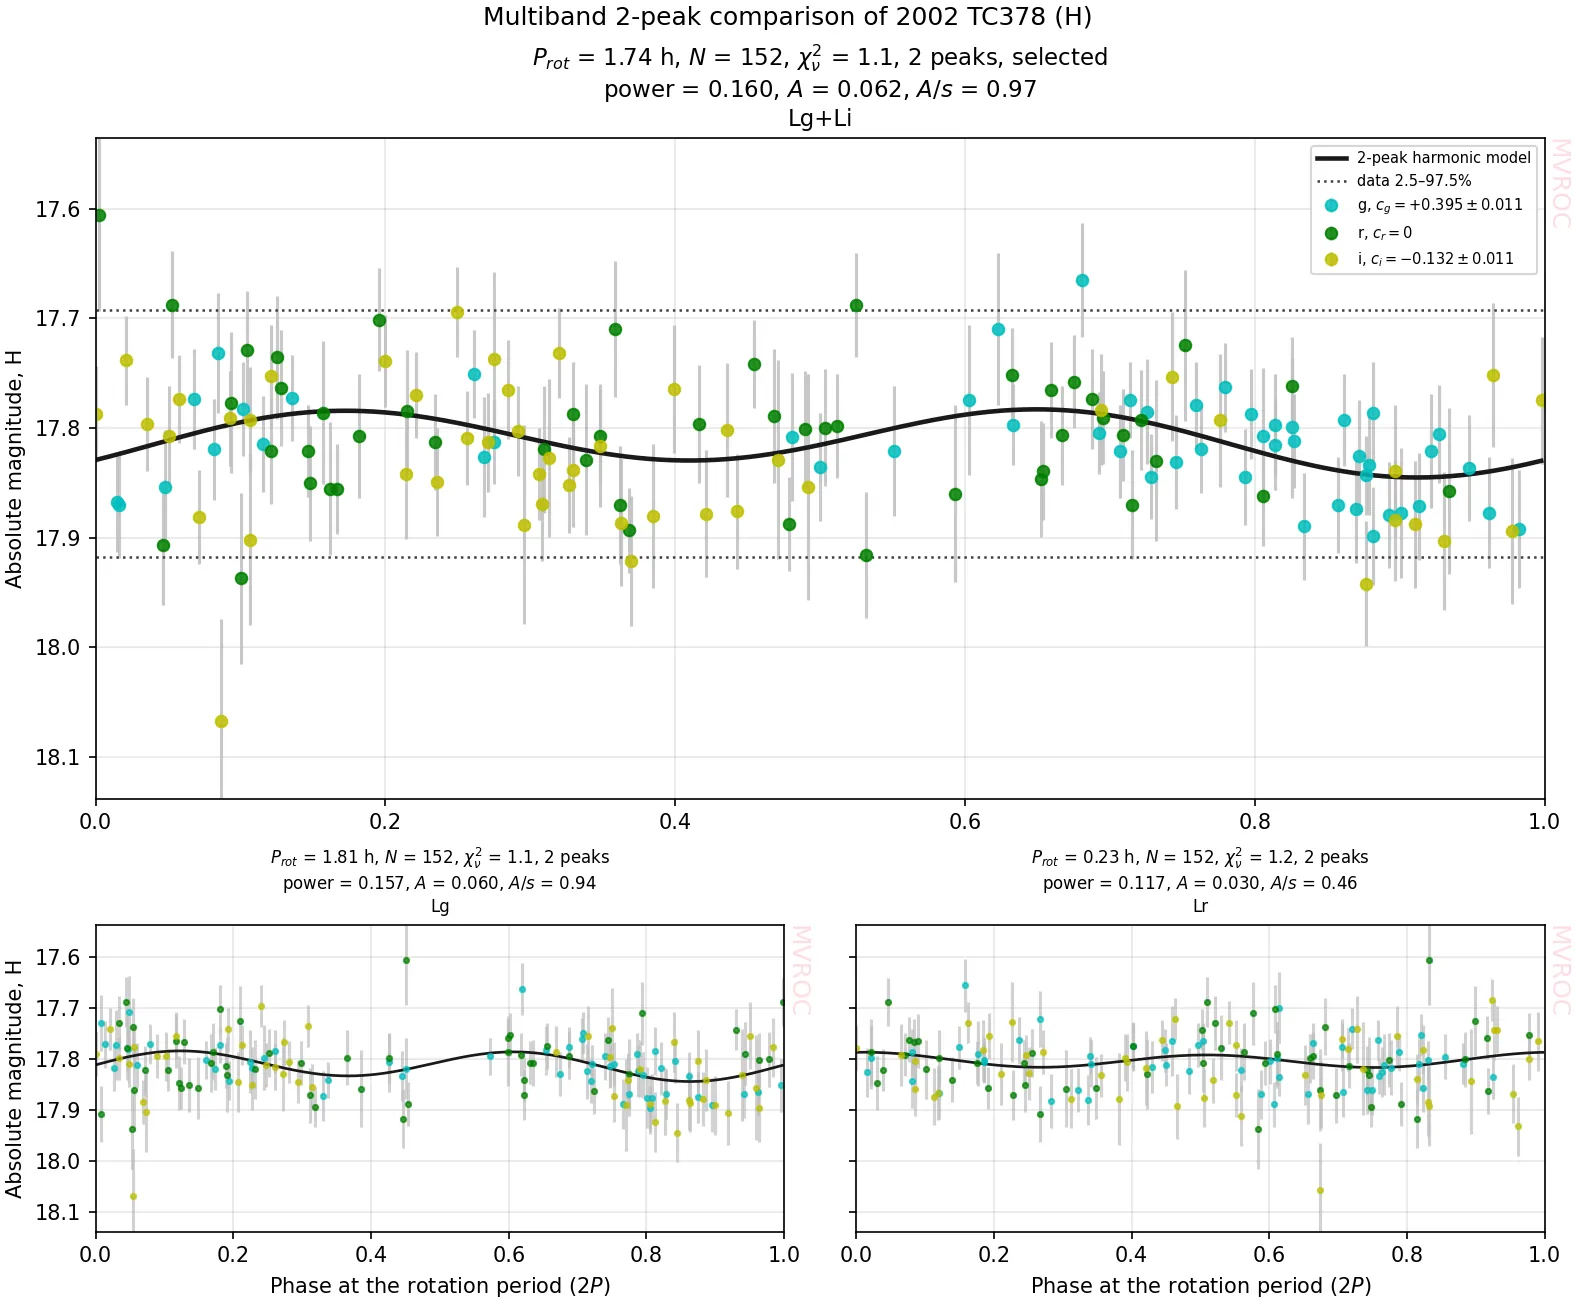 Multiband 2-peak comparison of 2002 TC378 (H)
P_rot = 1.74 h, N = 152, χ²_ν = 1.1, 2 peaks, selected
power = 0.160, A = 0.062, A/s = 0.97
Lg+Li
2-peak harmonic model
data 2.5–97.5%
g, c_g = +0.395 ± 0.011
r, c_r = 0
i, c_i = −0.132 ± 0.011
MVROC
Absolute magnitude, H
17.6
17.7
17.8
17.9
18.0
18.1
0.0 0.2 0.4 0.6 0.8 1.0
P_rot = 1.81 h, N = 152, χ²_ν = 1.1, 2 peaks
power = 0.157, A = 0.060, A/s = 0.94
Lg
MVROC
Absolute magnitude, H
17.6
17.7
17.8
17.9
18.0
18.1
0.0 0.2 0.4 0.6 0.8 1.0
Phase at the rotation period (2P)
P_rot = 0.23 h, N = 152, χ²_ν = 1.2, 2 peaks
power = 0.117, A = 0.030, A/s = 0.46
Lr
MVROC
0.0 0.2 0.4 0.6 0.8 1.0
Phase at the rotation period (2P)